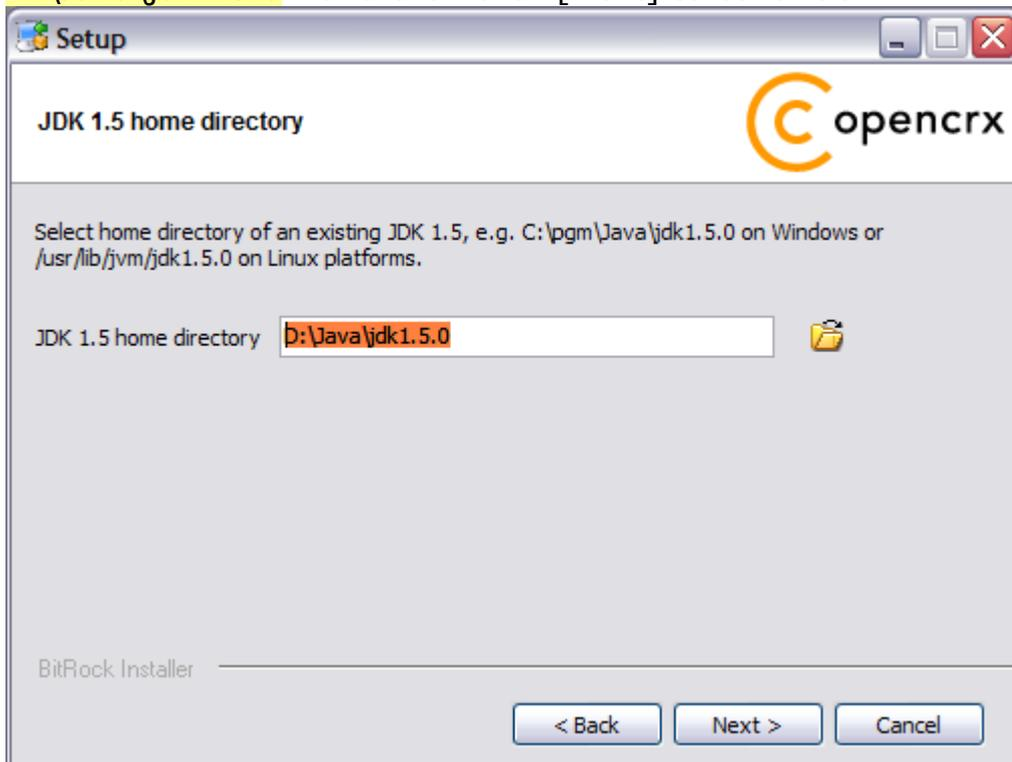 Setup
JDK 1.5 home directory
opencrx
Select home directory of an existing JDK 1.5, e.g. C:\pgm\Java\jdk1.5.0 on Windows or
/usr/lib/jvm/jdk1.5.0 on Linux platforms.
JDK 1.5 home directory D:\Java\jdk1.5.0
BitRock Installer
< Back Next > Cancel